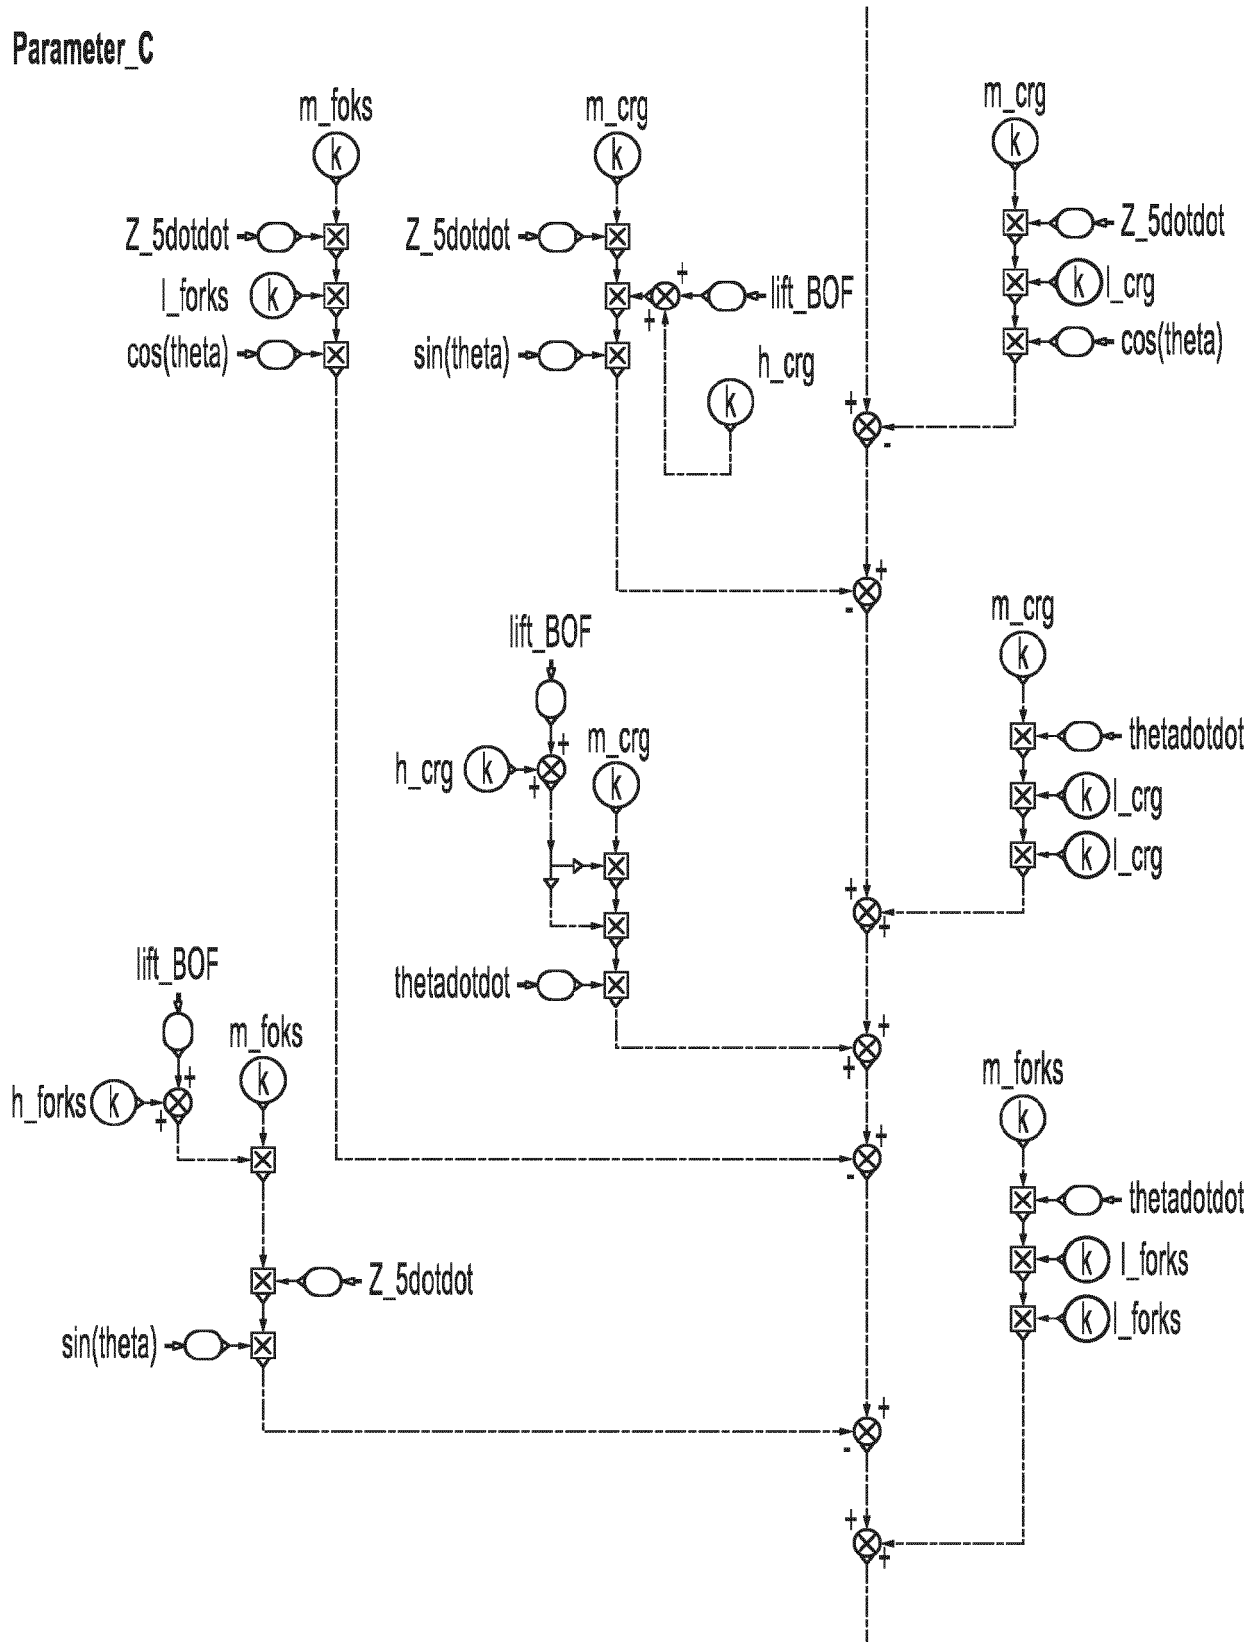 Parameter_C
m_foks
k
Z_5dotdot
l_forks
k
cos(theta)
m_crg
k
Z_5dotdot
+
lift_BOF
+
sin(theta)
h_crg
k
m_crg
k
Z_5dotdot
k
l_crg
cos(theta)
+
-
+
-
lift_BOF
+
h_crg
k
+
m_crg
k
thetadotdot
m_crg
k
thetadotdot
k
l_crg
k
l_crg
+
+
+
+
lift_BOF
+
h_forks
k
+
m_foks
k
+
-
Z_5dotdot
sin(theta)
m_forks
k
thetadotdot
k
l_forks
k
l_forks
+
-
+
+